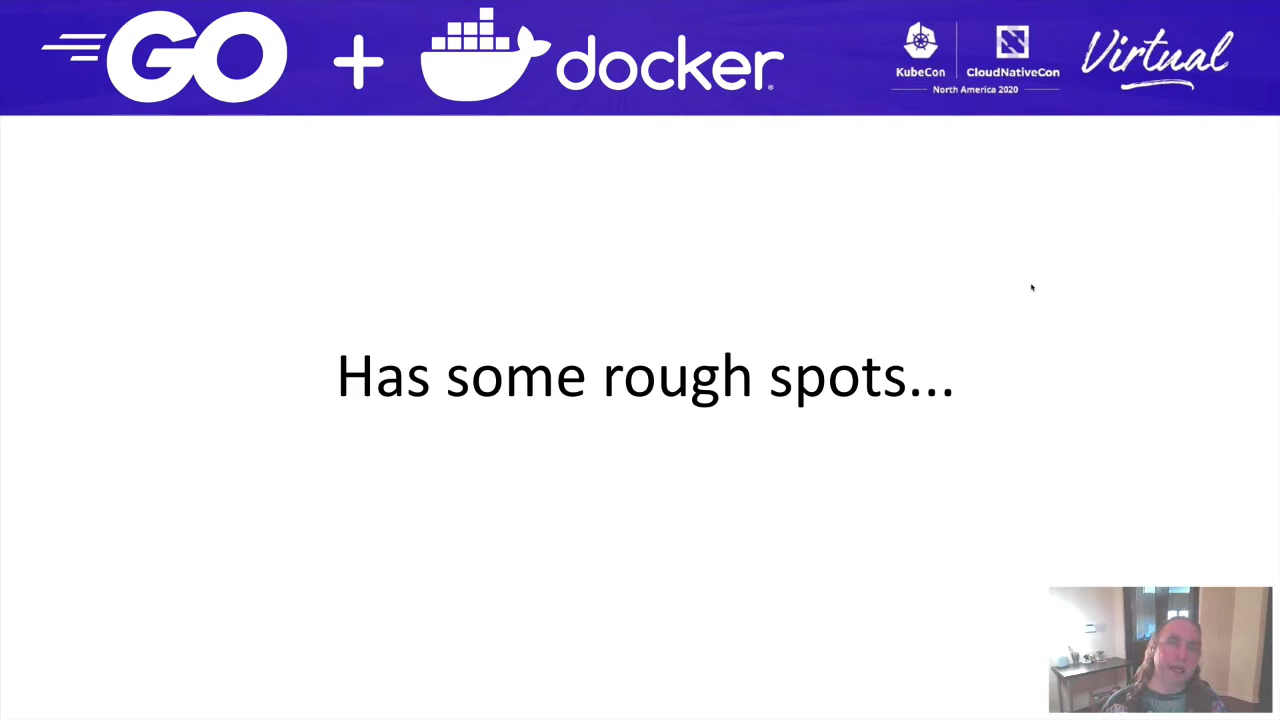 GO + docker
KubeCon
CloudNativeCon
North America 2020
Virtual
Has some rough spots...